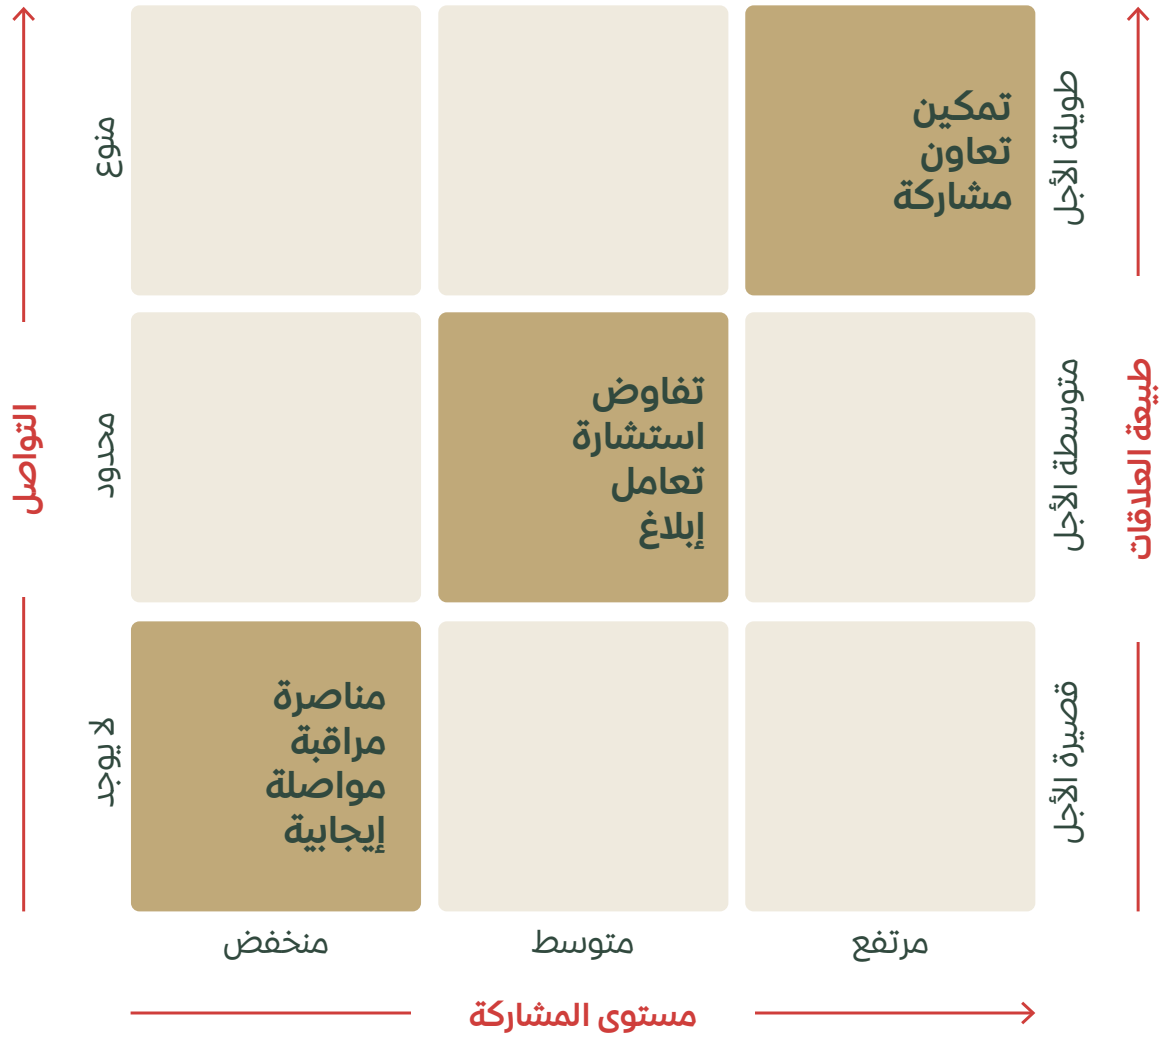 تمكين
تعاون
مشاركة
تفاوض
استشارة
تعامل
إبلاغ
مناصرة
مراقبة
مواصلة
إيجابية
طبيعة العلاقات
طويلة الأجل
متوسطة الأجل
قصيرة الأجل
التواصل
منوع
محدود
لا يوجد
مرتفع
متوسط
منخفض
مستوى المشاركة